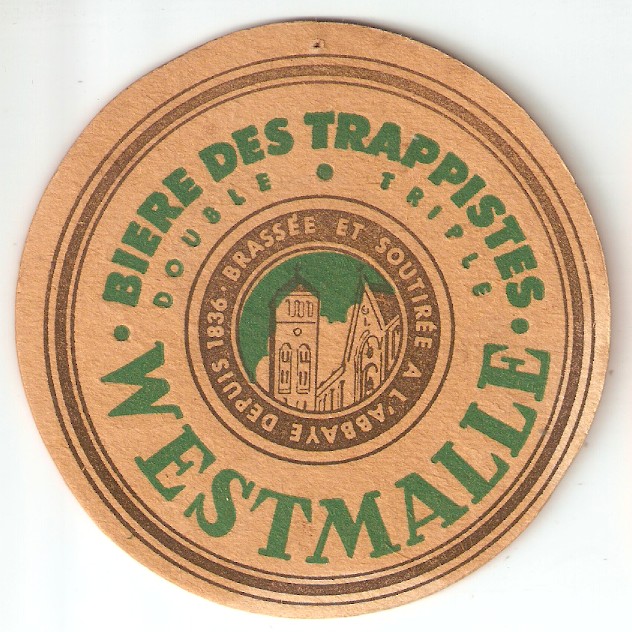 BIERE DES TRAPPISTES
DOUBLE • TRIPLE
BRASSÉE ET SOUTIRÉE A L'ABBAYE DEPUIS 1836
• WESTMALLE •